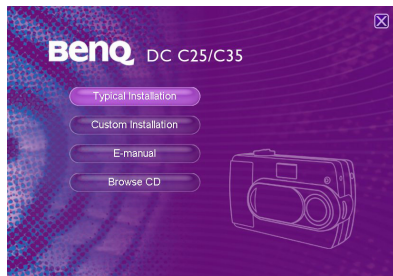 BenQ DC C25/C35
Typical Installation
Custom Installation
E-manual
Browse CD